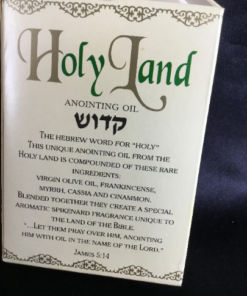 Holy Land
ANOINTING OIL
קדוש
THE HEBREW WORD FOR "HOLY"
THIS UNIQUE ANOINTING OIL FROM THE
HOLY LAND IS COMPOUNDED OF THESE RARE
INGREDIENTS:
VIRGIN OLIVE OIL, FRANKINCENSE,
MYRRH, CASSIA AND CINAMMON.
BLENDED TOGETHER THEY CREATE A SPECIAL
AROMATIC SPIKENARD FRAGRANCE UNIQUE TO
THE LAND OF THE BIBLE.
"...LET THEM PRAY OVER HIM, ANOINTING
HIM WITH OIL IN THE NAME OF THE LORD."
JAMES 5:14